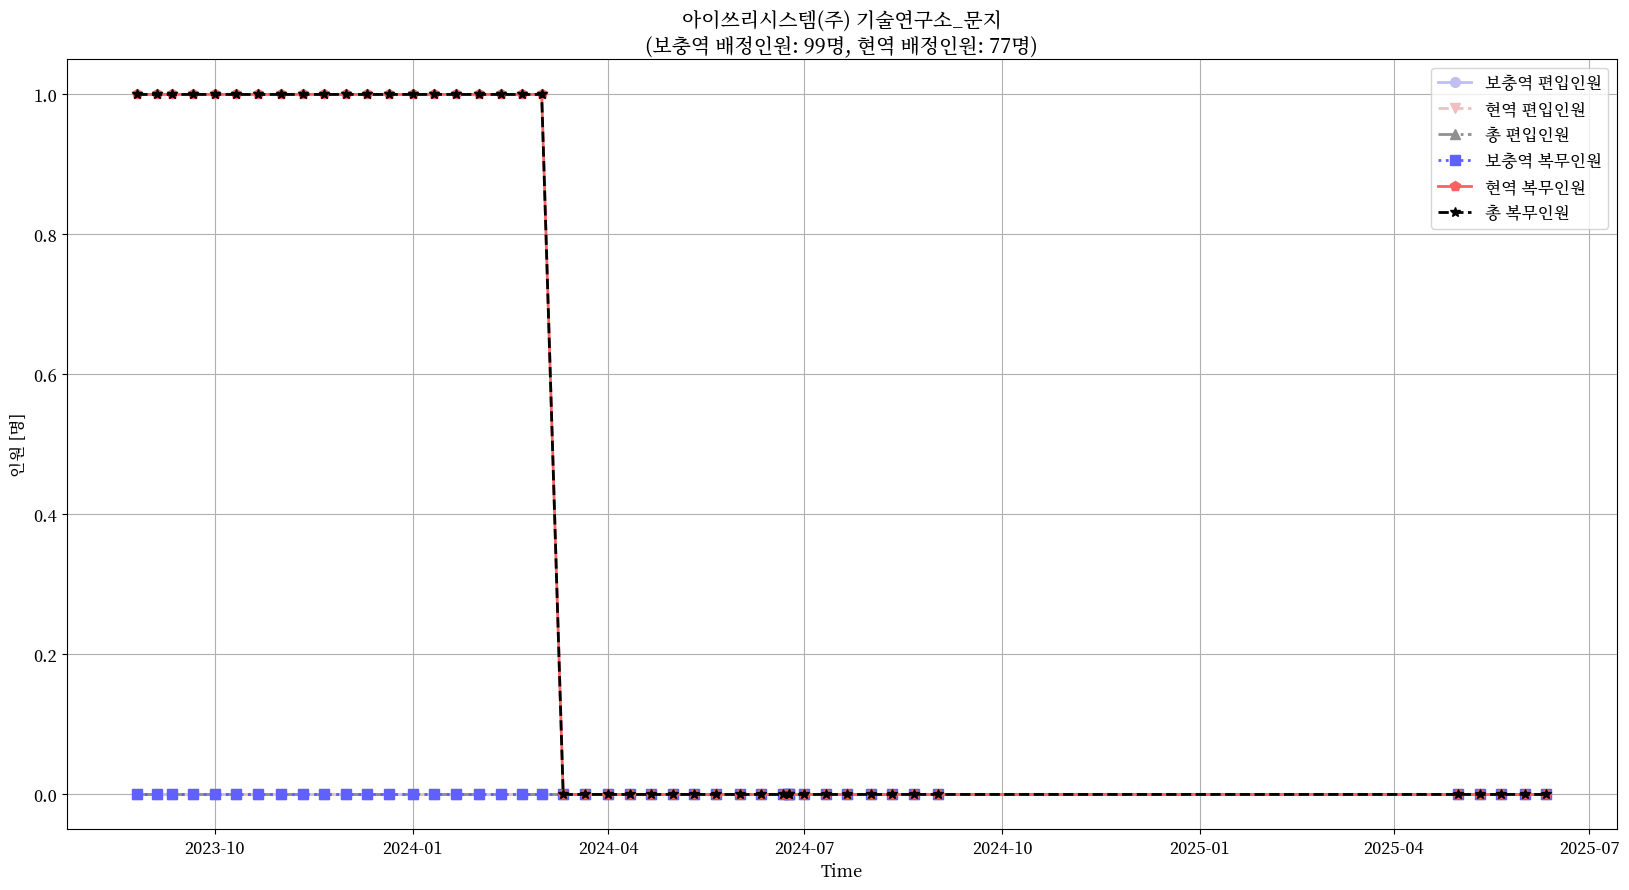 아이쓰리시스템(주) 기술연구소_문지
(보충역 배정인원: 99명, 현역 배정인원: 77명)
보충역 편입인원
현역 편입인원
총 편입인원
보충역 복무인원
현역 복무인원
총 복무인원
인원 [명]
1.0
0.8
0.6
0.4
0.2
0.0
2023-10
2024-01
2024-04
2024-07
2024-10
2025-01
2025-04
2025-07
Time